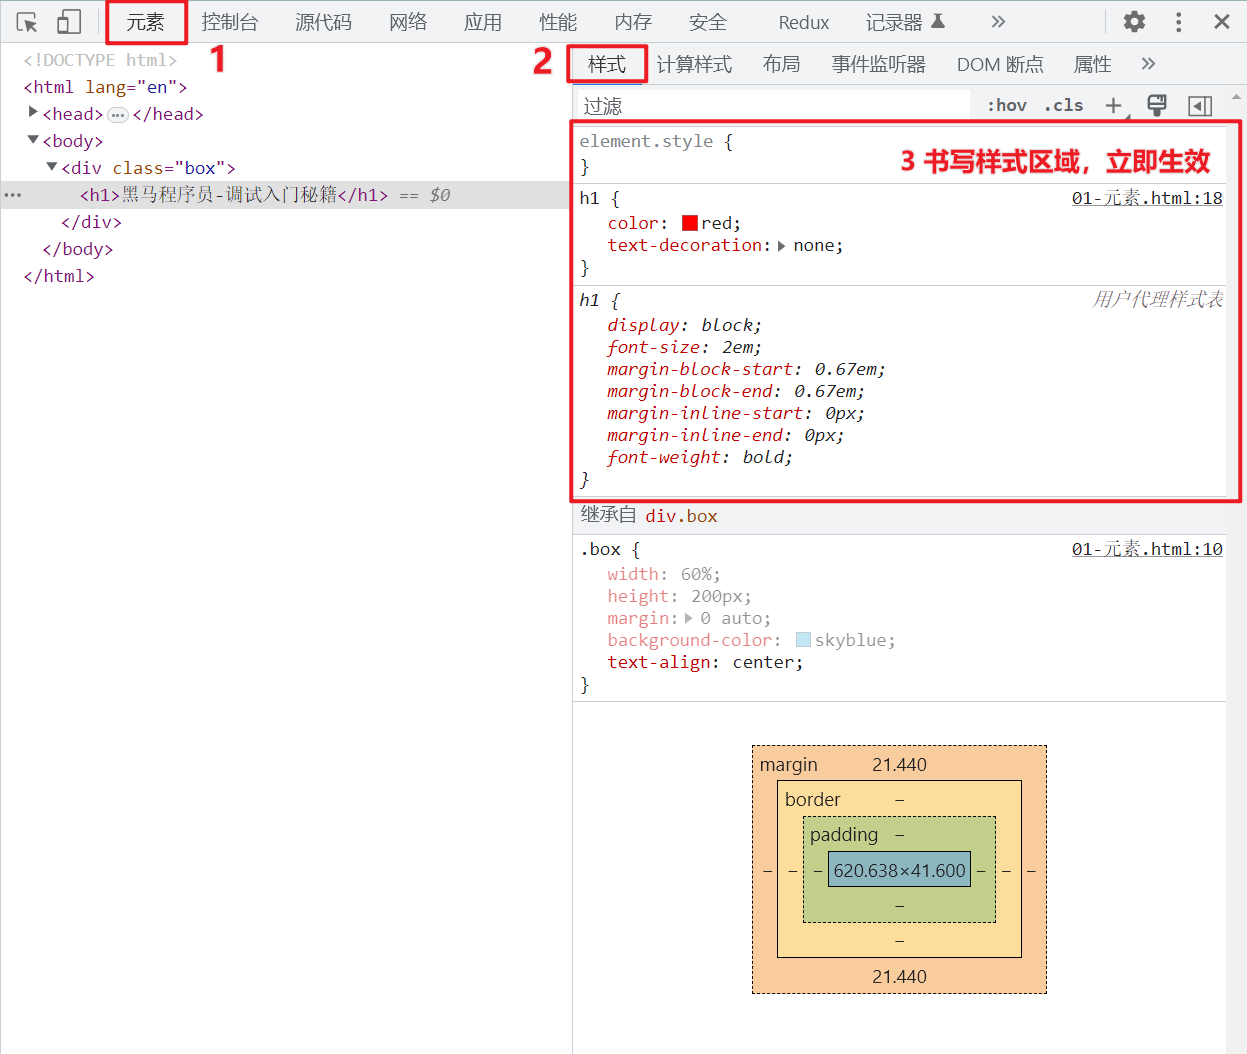 元素 控制台 源代码 网络 应用 性能 内存 安全 Redux 记录器 »
1
<!DOCTYPE html>
<html lang="en">
<head> ··· </head>
<body>
<div class="box">
··· <h1>黑马程序员-调试入门秘籍</h1> == $0
</div>
</body>
</html>
2
样式 计算样式 布局 事件监听器 DOM 断点 属性 »
过滤 :hov .cls +
element.style {
}
3 书写样式区域，立即生效
h1 { 01-元素.html:18
color: red;
text-decoration: none;
}
h1 { 用户代理样式表
display: block;
font-size: 2em;
margin-block-start: 0.67em;
margin-block-end: 0.67em;
margin-inline-start: 0px;
margin-inline-end: 0px;
font-weight: bold;
}
继承自 div.box
.box { 01-元素.html:10
width: 60%;
height: 200px;
margin: 0 auto;
background-color: skyblue;
text-align: center;
}
margin 21.440
border –
padding –
– – – 620.638×41.600 – – –
–
–
21.440